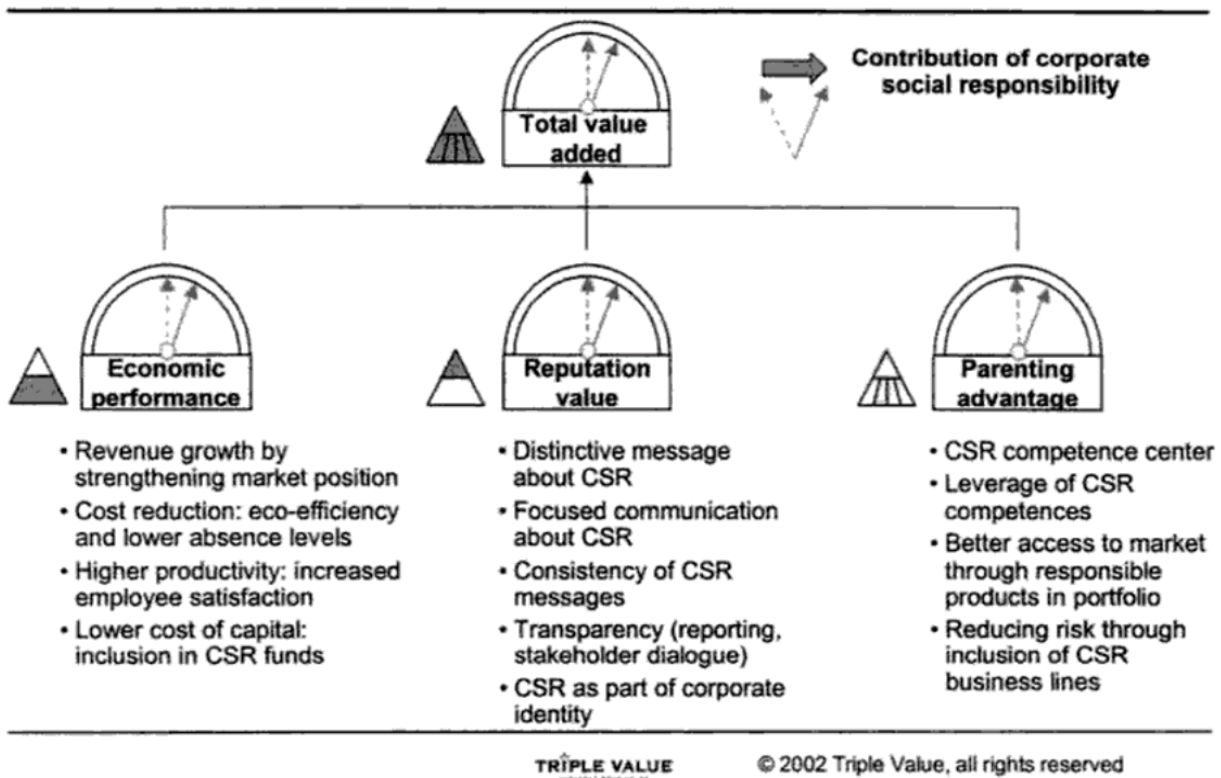 Contribution of corporate
social responsibility
Total value
added
Economic
performance
• Revenue growth by
strengthening market position
• Cost reduction: eco-efficiency
and lower absence levels
• Higher productivity: increased
employee satisfaction
• Lower cost of capital:
inclusion in CSR funds
Reputation
value
• Distinctive message
about CSR
• Focused communication
about CSR
• Consistency of CSR
messages
• Transparency (reporting,
stakeholder dialogue)
• CSR as part of corporate
identity
Parenting
advantage
• CSR competence center
• Leverage of CSR
competences
• Better access to market
through responsible
products in portfolio
• Reducing risk through
inclusion of CSR
business lines
TRIPLE VALUE
© 2002 Triple Value, all rights reserved